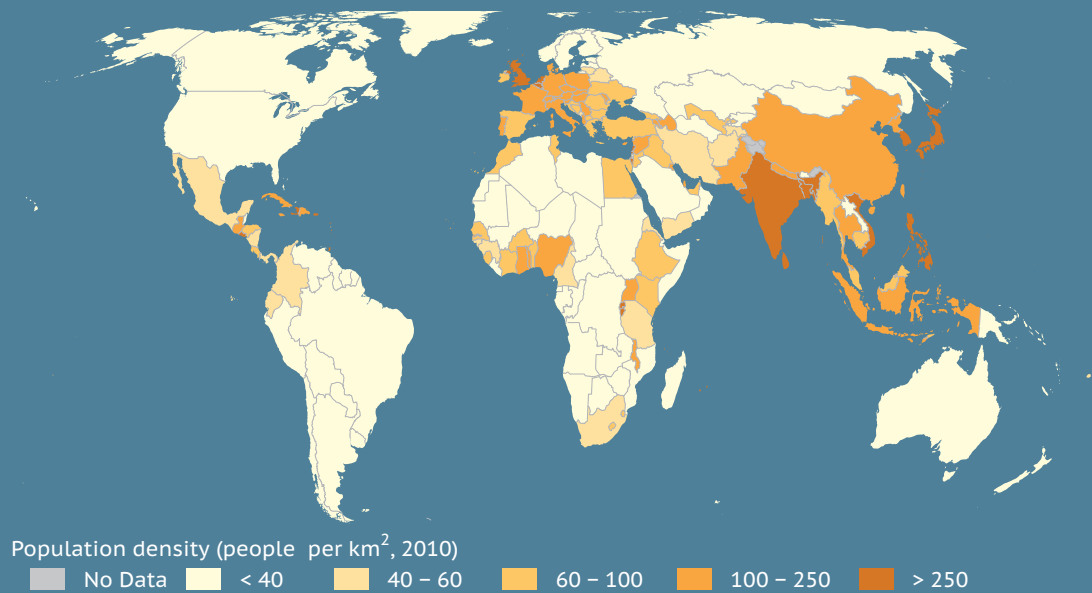 Population density (people per km², 2010)
No Data < 40 40 – 60 60 – 100 100 – 250 > 250